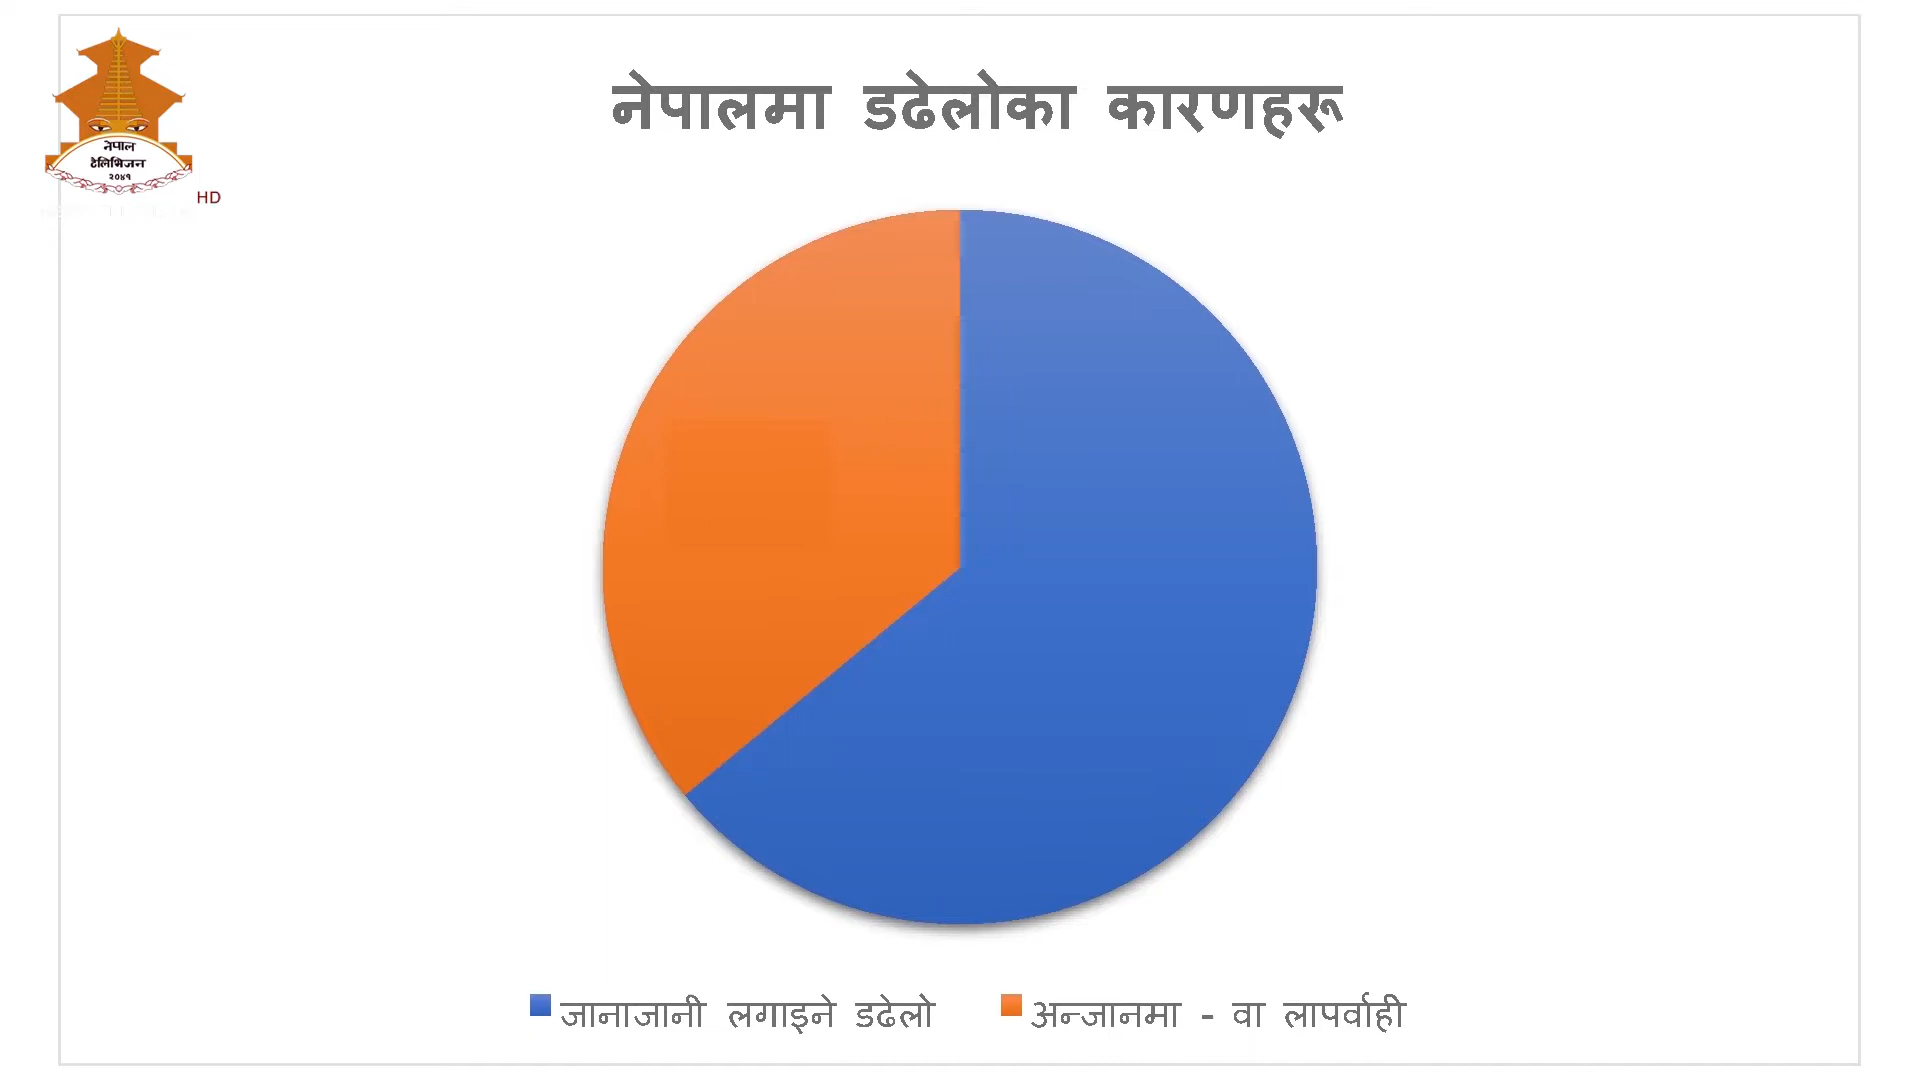 नेपाल
टेलिभिजन
२०४१
HD
नेपालमा डढेलोका कारणहरू
जानाजानी लगाइने डढेलो
अन्जानमा - वा लापर्वाही